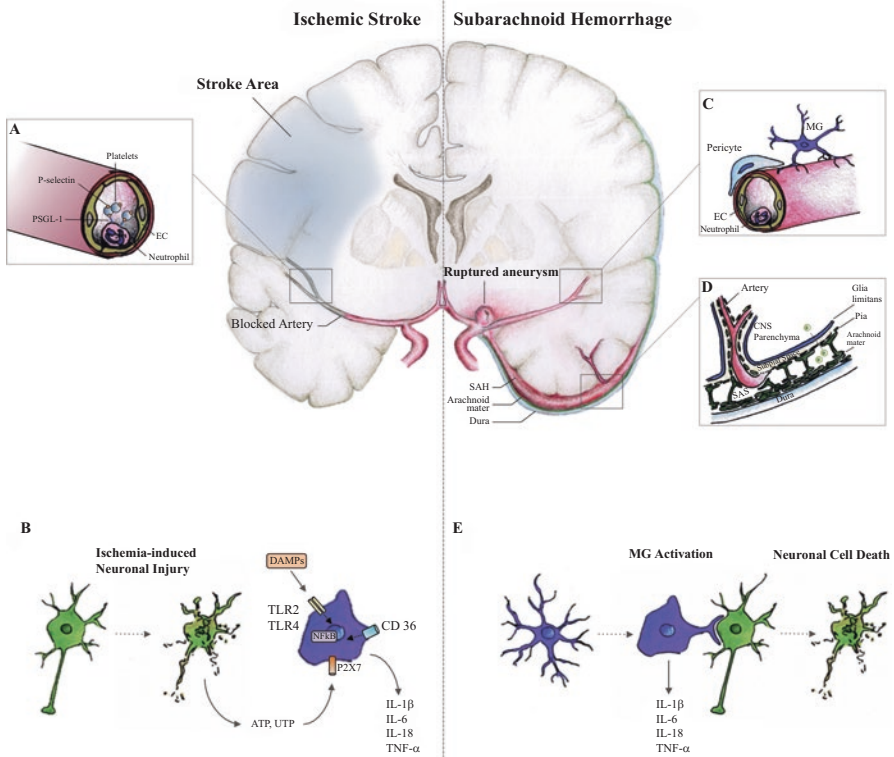 Ischemic Stroke
Subarachnoid Hemorrhage
Stroke Area
A
Platelets
P-selectin
PSGL-1
EC
Neutrophil
C
MG
Pericyte
EC
Neutrophil
Ruptured aneurysm
Blocked Artery
SAH
Arachnoid
mater
Dura
D
Artery
Glia
limitans
CNS
Parenchyma
Pia
Subpial Space
Arachnoid
mater
SAS
Dura
B
Ischemia-induced
Neuronal Injury
DAMPs
TLR2
TLR4
NFkB
CD 36
P2X7
ATP, UTP
IL-1β
IL-6
IL-18
TNF-α
E
MG Activation
Neuronal Cell Death
IL-1β
IL-6
IL-18
TNF-α